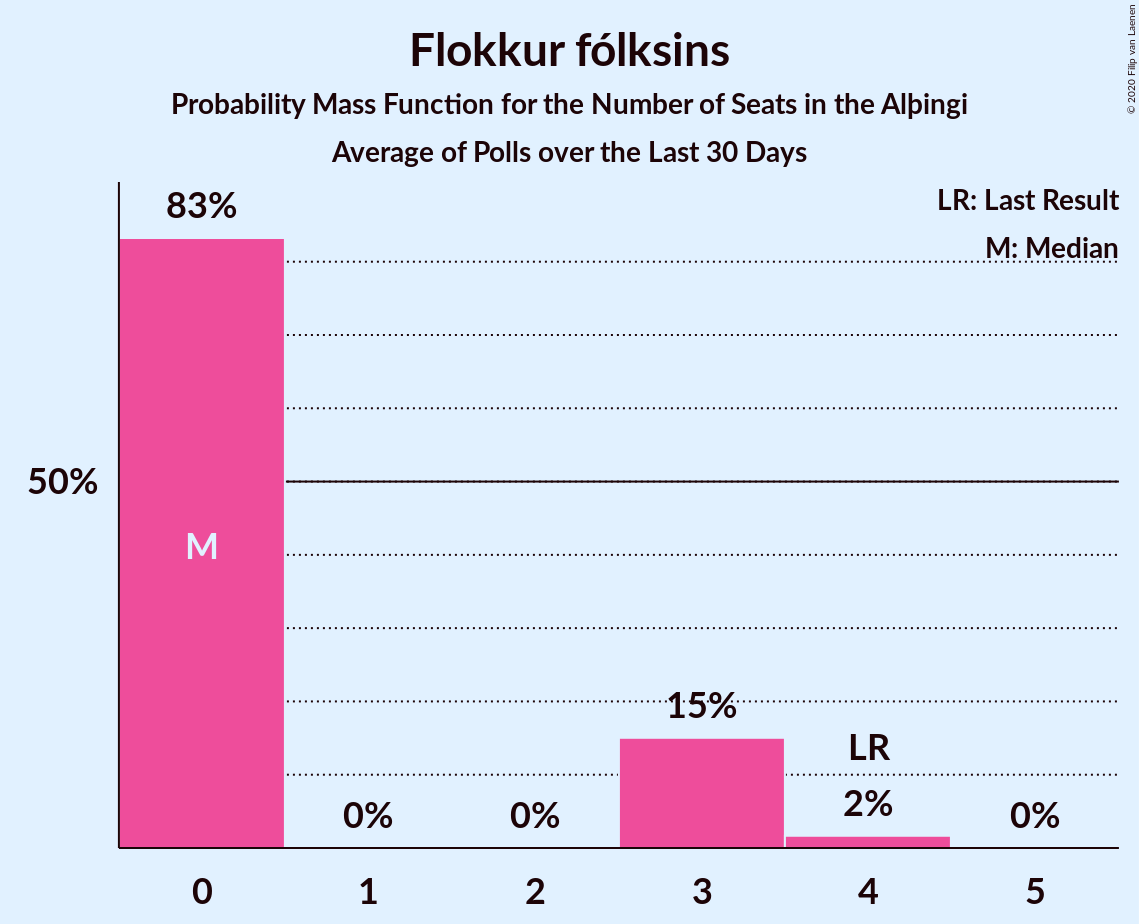 Flokkur fólksins
Probability Mass Function for the Number of Seats in the Alþingi
Average of Polls over the Last 30 Days
© 2020 Filip van Laenen
LR: Last Result
M: Median
83%
50%
M
0%
0%
15%
LR
2%
0%
0 1 2 3 4 5